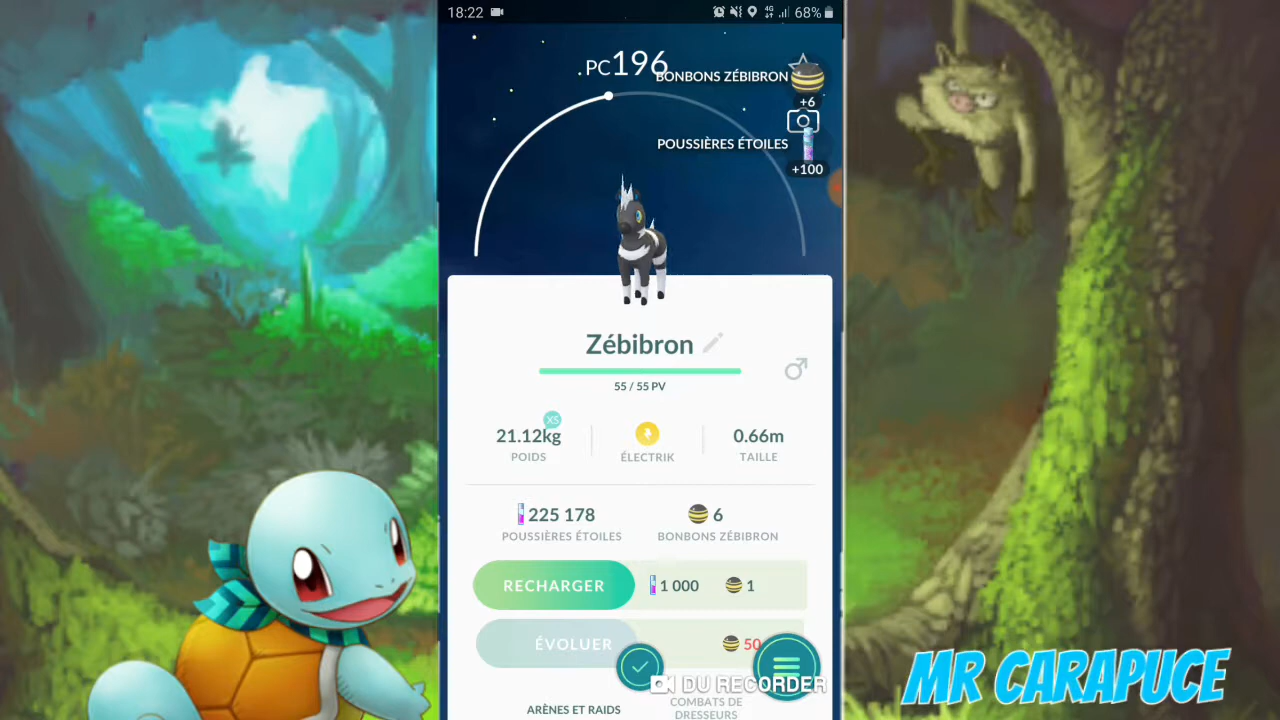 18:22
4G
68%
PC196
BONBONS ZÉBIBRON
+6
POUSSIÈRES ÉTOILES
+100
Zébibron
55 / 55 PV
XS
21.12kg
POIDS
ÉLECTRIK
0.66m
TAILLE
225 178
POUSSIÈRES ÉTOILES
6
BONBONS ZÉBIBRON
RECHARGER
1 000
1
ÉVOLUER
50
DU RECORDER
ARÈNES ET RAIDS
COMBATS DE
DRESSEURS
MR CARAPUCE